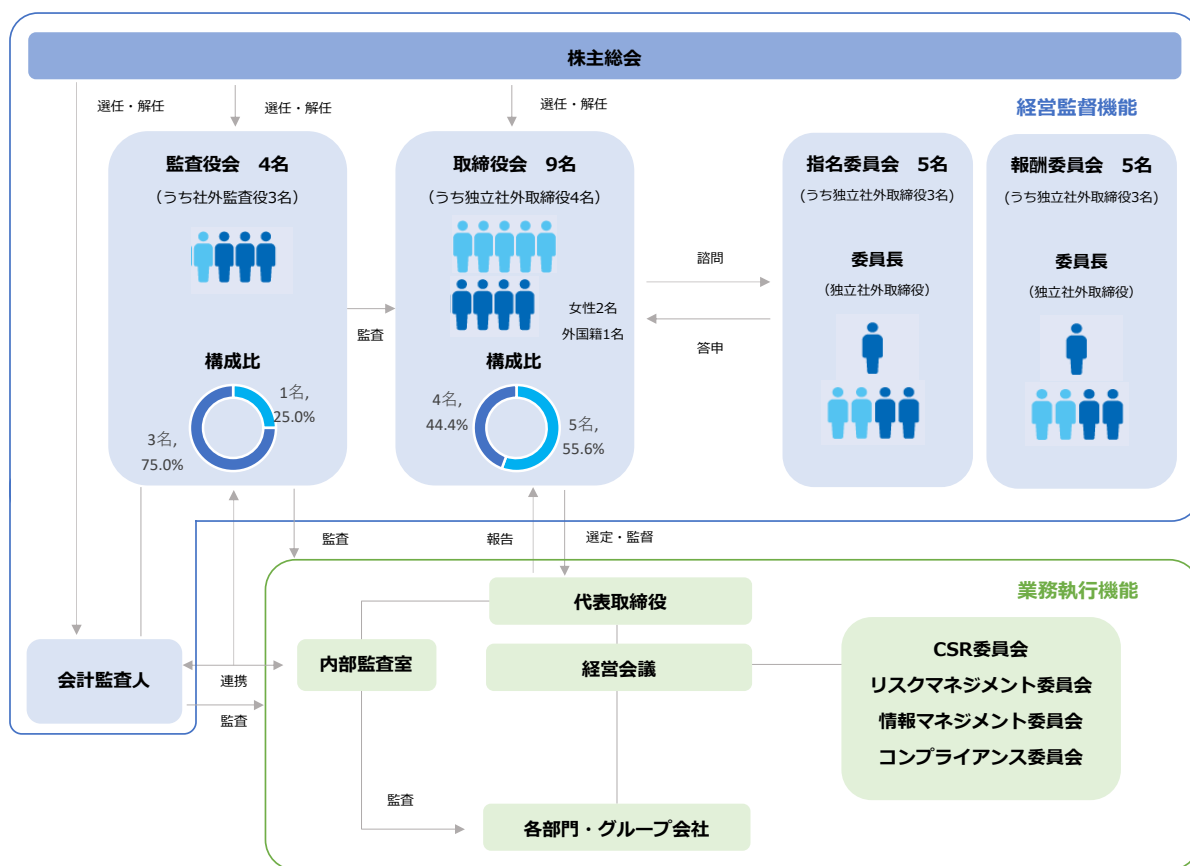 株主総会
選任・解任
選任・解任
選任・解任
経営監督機能
監査役会 4名
(うち社外監査役3名)
構成比
1名,
25.0%
3名,
75.0%
監査
取締役会 9名
(うち独立社外取締役4名)
女性2名
外国籍1名
構成比
4名,
44.4%
5名,
55.6%
諮問
答申
指名委員会 5名
(うち独立社外取締役3名)
委員長
(独立社外取締役)
報酬委員会 5名
(うち独立社外取締役3名)
委員長
(独立社外取締役)
監査
報告
選定・監督
業務執行機能
代表取締役
会計監査人
連携
監査
内部監査室
経営会議
CSR委員会
リスクマネジメント委員会
情報マネジメント委員会
コンプライアンス委員会
監査
各部門・グループ会社